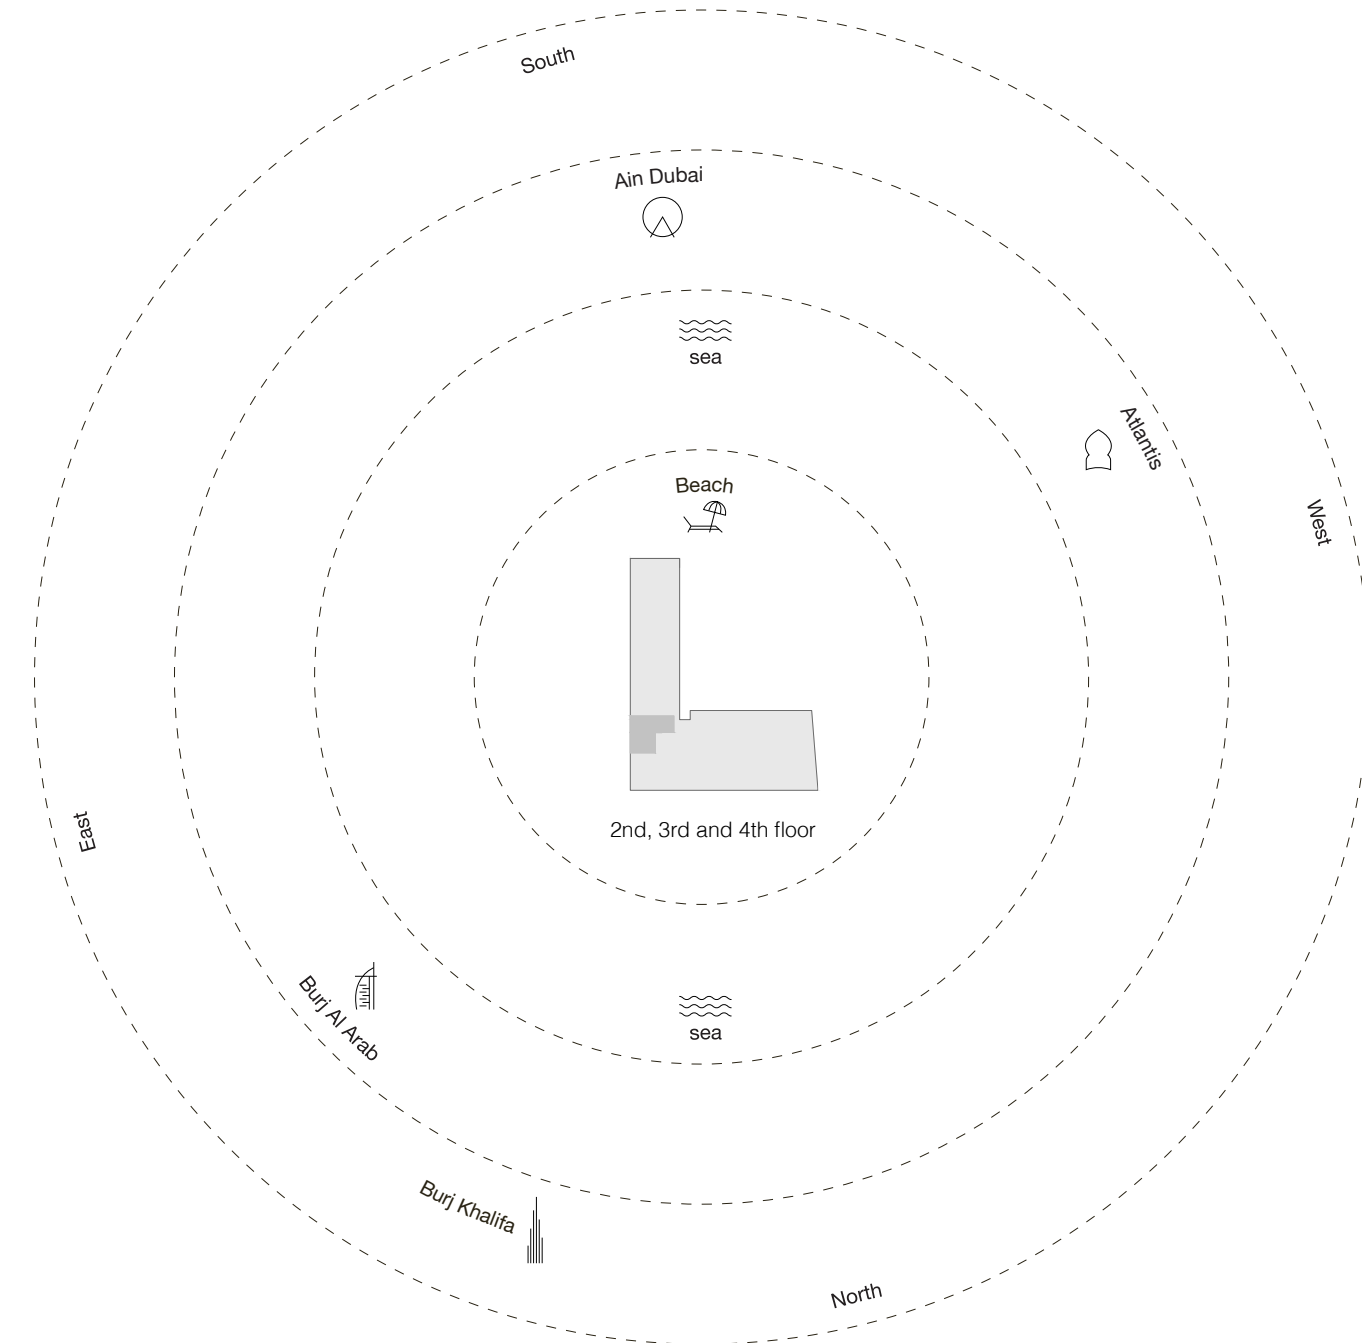 South
Ain Dubai
sea
Atlantis
Beach
West
2nd, 3rd and 4th floor
East
Burj Al Arab
sea
Burj Khalifa
North